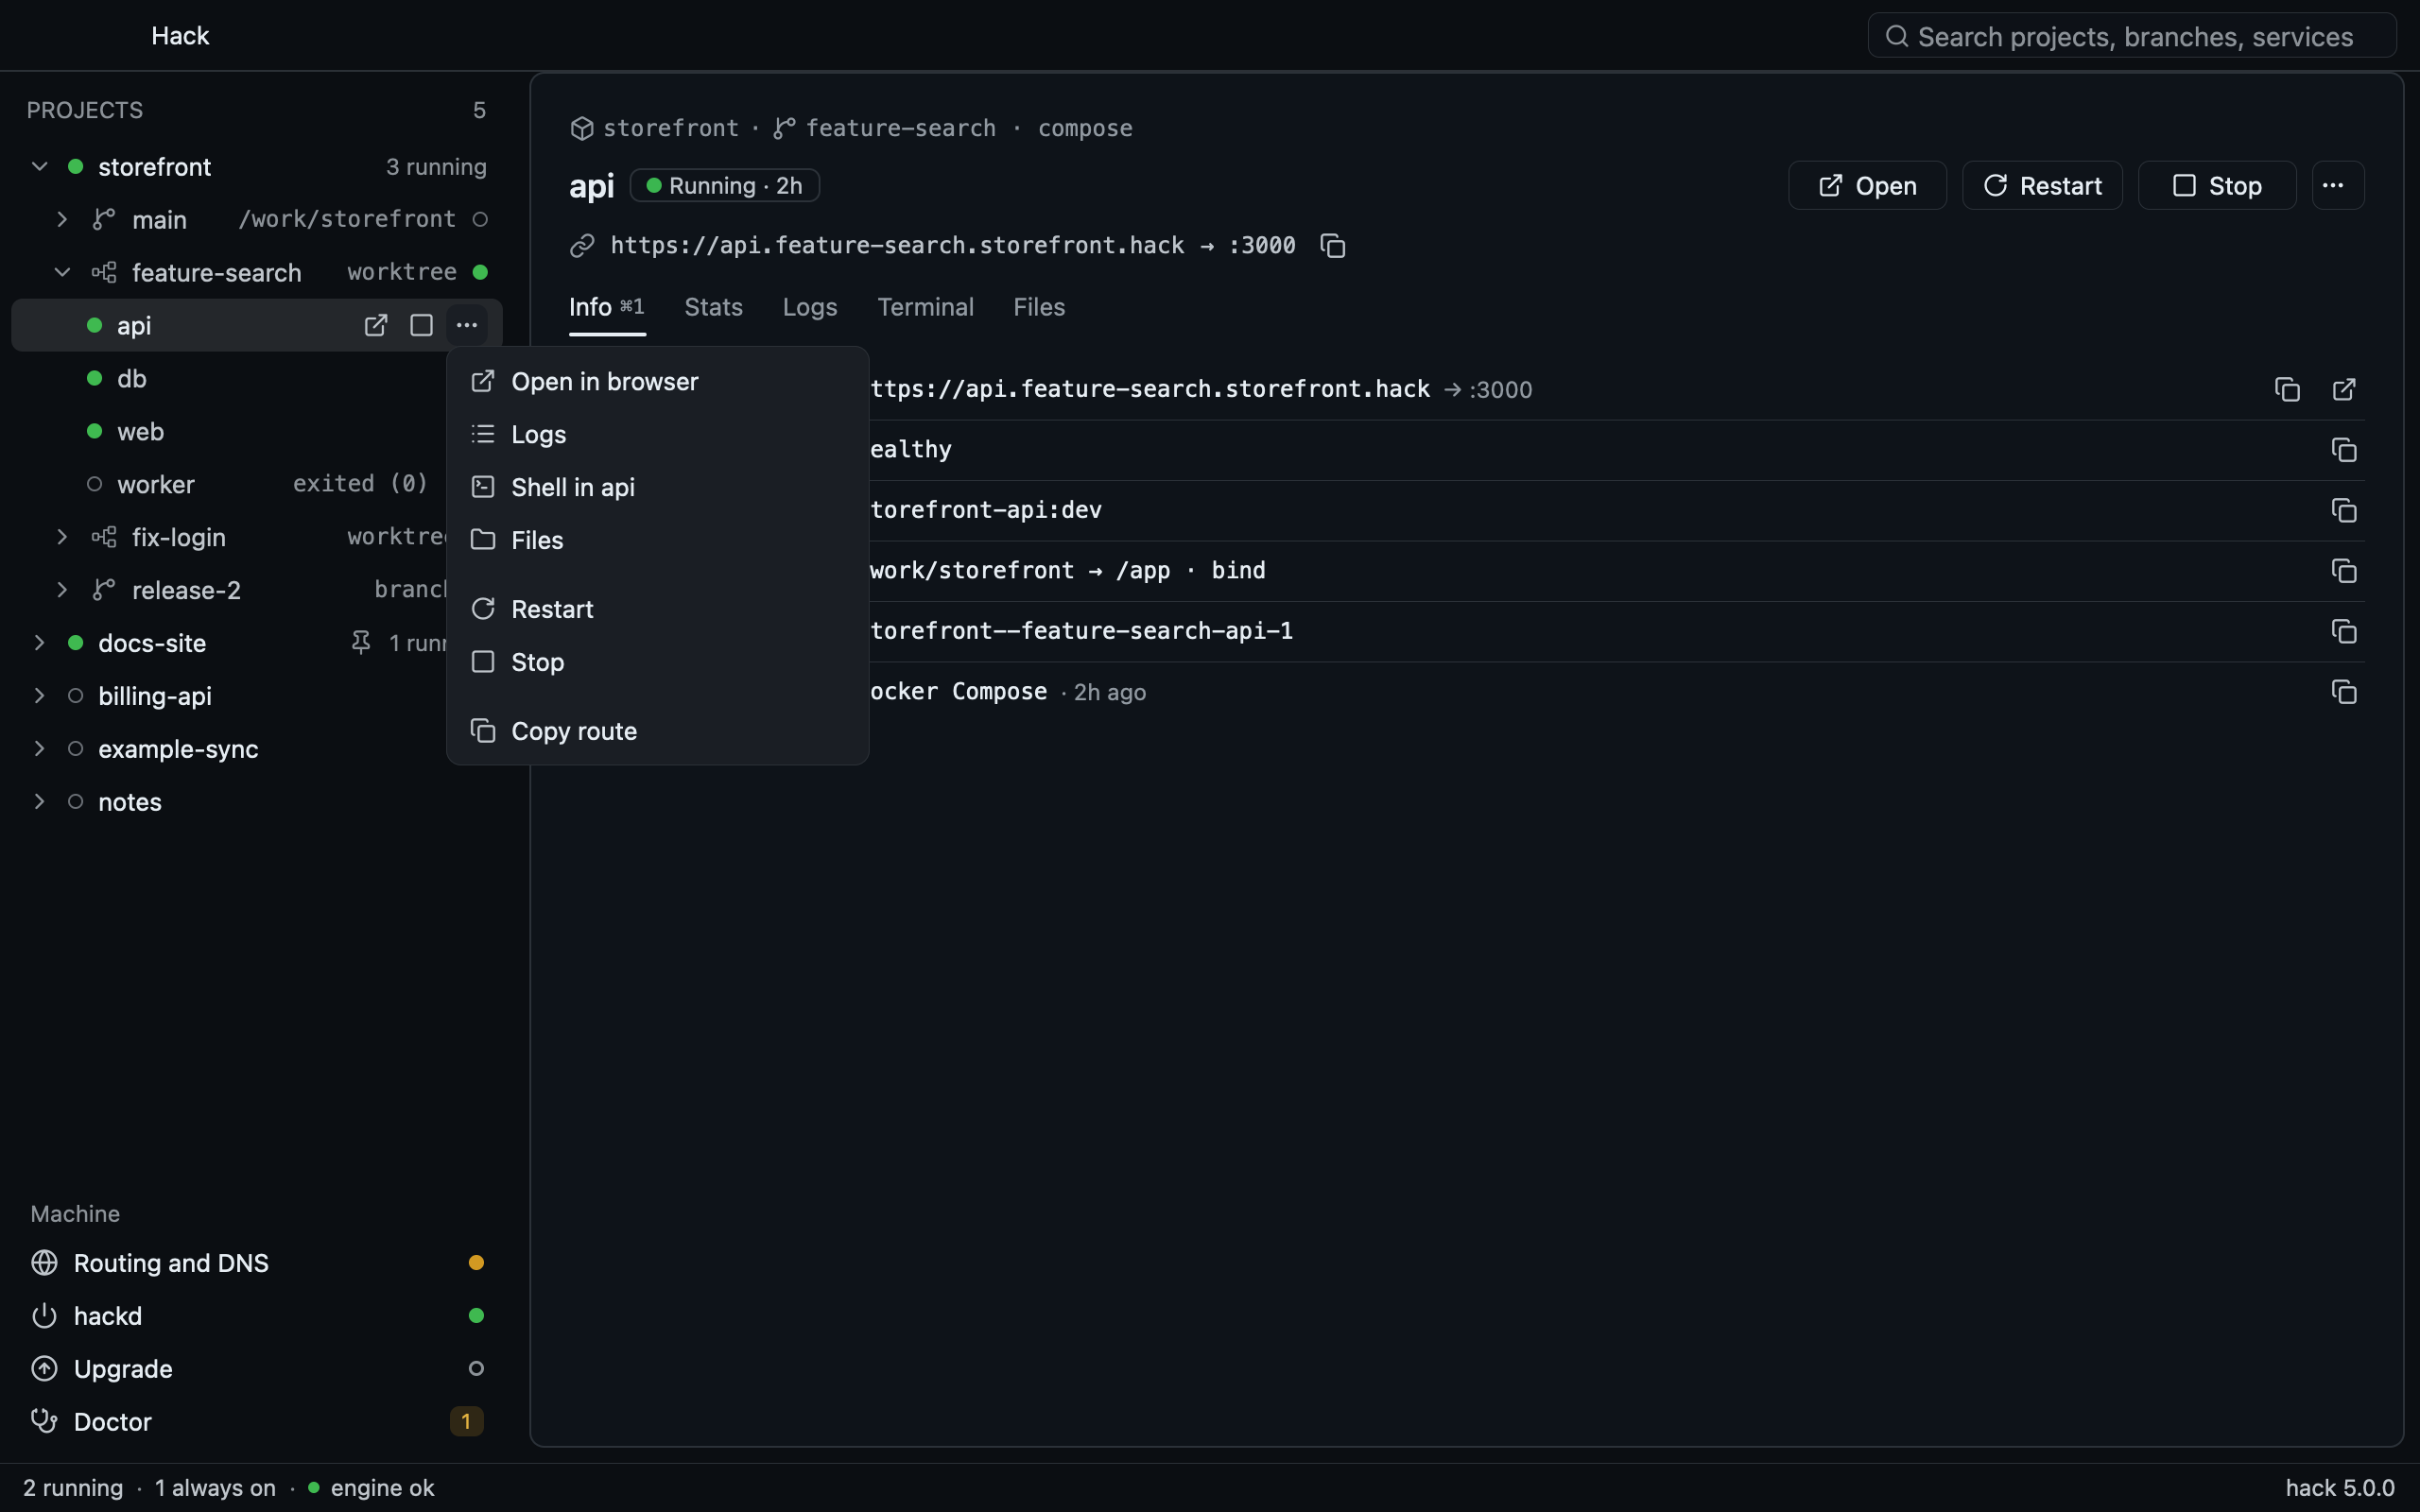 Hack
Search projects, branches, services
PROJECTS 5
storefront 3 running
main /work/storefront
feature-search worktree
api
db
web
worker exited (0)
fix-login worktree
release-2 branch
docs-site 1 runn
billing-api
example-sync
notes
Machine
Routing and DNS
hackd
Upgrade
Doctor 1
storefront · feature-search · compose
api Running · 2h
Open Restart Stop ···
https://api.feature-search.storefront.hack → :3000
Info ⌘1 Stats Logs Terminal Files
Open in browser
Logs
Shell in api
Files
Restart
Stop
Copy route
ttps://api.feature-search.storefront.hack → :3000
ealthy
torefront-api:dev
work/storefront → /app · bind
torefront--feature-search-api-1
ocker Compose · 2h ago
2 running · 1 always on · engine ok
hack 5.0.0